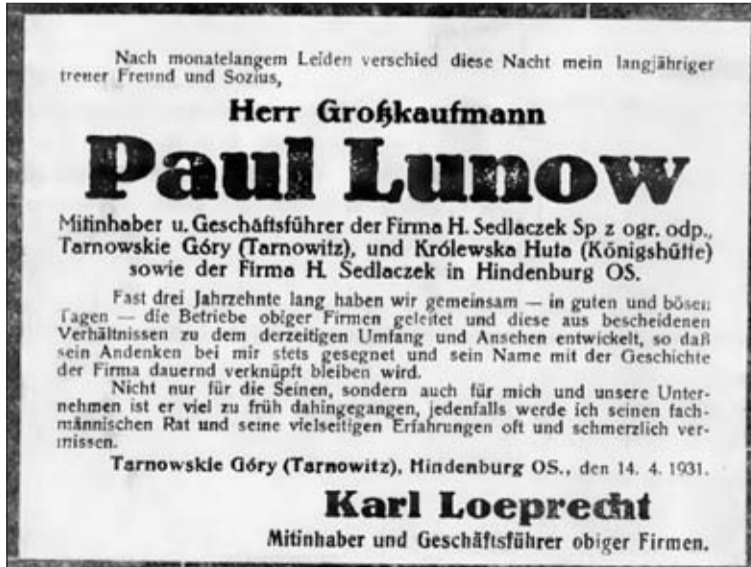 Nach monatelangem Leiden verschied diese Nacht mein langjähriger
treuer Freund und Sozius,
Herr Großkaufmann
Paul Lunow
Mitinhaber u. Geschäftsführer der Firma H. Sedlaczek Sp z ogr. odp.,
Tarnowskie Góry (Tarnowitz), und Królewska Huta (Königshütte)
sowie der Firma H. Sedlaczek in Hindenburg OS.
Fast drei Jahrzehnte lang haben wir gemeinsam — in guten und bösen
Tagen — die Betriebe obiger Firmen geleitet und diese aus bescheidenen
Verhältnissen zu dem derzeitigen Umfang und Ansehen entwickelt, so daß
sein Andenken bei mir stets gesegnet und sein Name mit der Geschichte
der Firma dauernd verknüpft bleiben wird.
Nicht nur für die Seinen, sondern auch für mich und unsere Unter-
nehmen ist er viel zu früh dahingegangen, jedenfalls werde ich seinen fach-
männischen Rat und seine vielseitigen Erfahrungen oft und schmerzlich ver-
missen.
Tarnowskie Góry (Tarnowitz), Hindenburg OS., den 14. 4. 1931.
Karl Loeprecht
Mitinhaber und Geschäftsführer obiger Firmen.